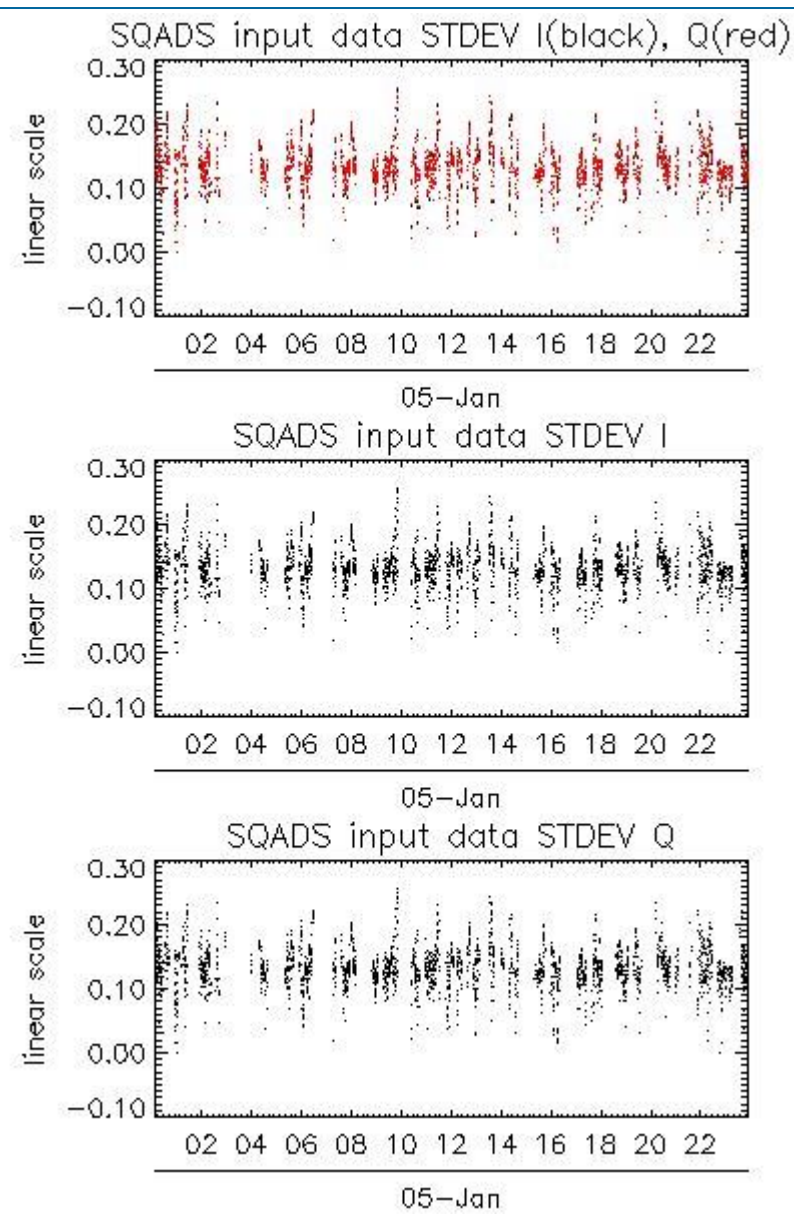 SQADS input data STDEV I(black), Q(red)
0.30
0.20
0.10
0.00
−0.10
linear scale
02 04 06 08 10 12 14 16 18 20 22
05−Jan
SQADS input data STDEV I
0.30
0.20
0.10
0.00
−0.10
linear scale
02 04 06 08 10 12 14 16 18 20 22
05−Jan
SQADS input data STDEV Q
0.30
0.20
0.10
0.00
−0.10
linear scale
02 04 06 08 10 12 14 16 18 20 22
05−Jan